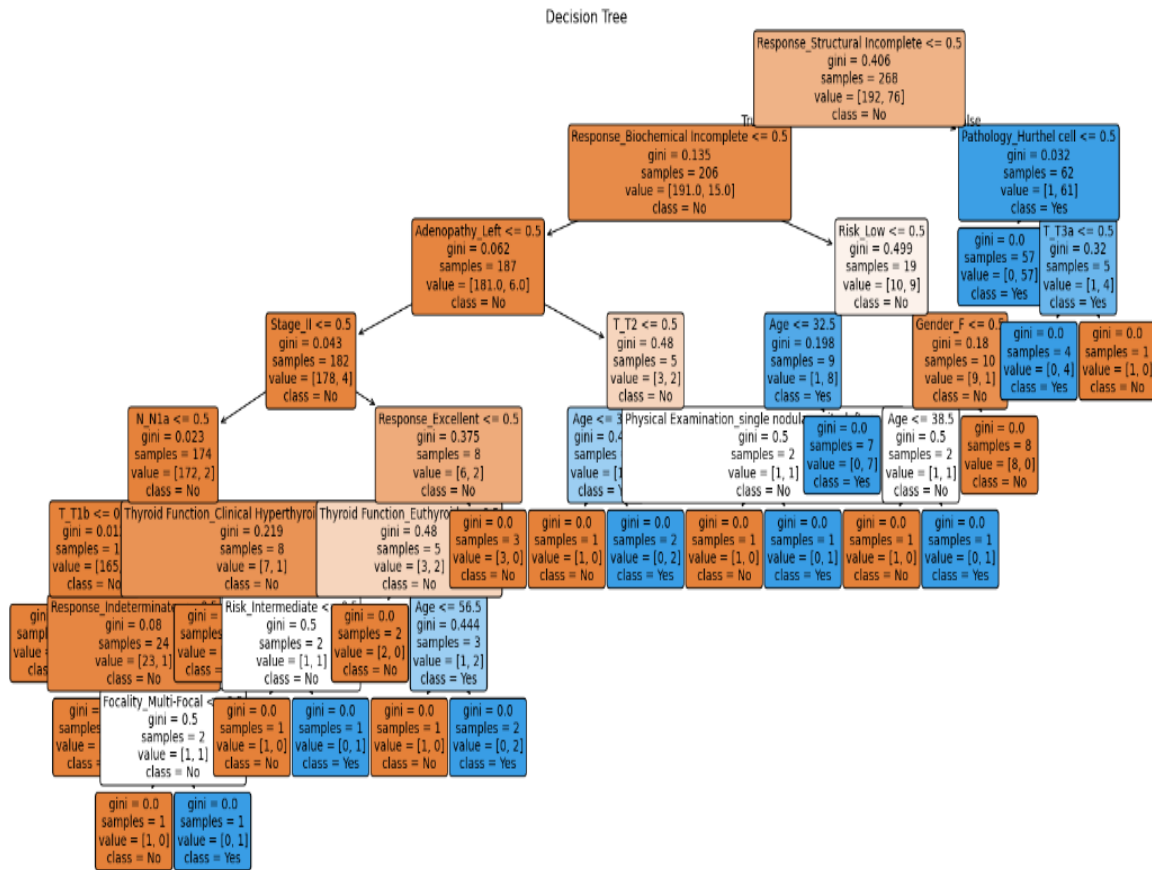 Decision Tree
Response_Structural Incomplete <= 0.5
gini = 0.406
samples = 268
value = [192, 76]
class = No
Response_Biochemical Incomplete <= 0.5
gini = 0.135
samples = 206
value = [191.0, 15.0]
class = No
Pathology_Hurthel cell <= 0.5
gini = 0.032
samples = 62
value = [1, 61]
class = Yes
Adenopathy_Left <= 0.5
gini = 0.062
samples = 187
value = [181.0, 6.0]
class = No
Risk_Low <= 0.5
gini = 0.499
samples = 19
value = [10, 9]
class = No
gini = 0.0
samples = 57
value = [0, 57]
class = Yes
T_T3a <= 0.5
gini = 0.32
samples = 5
value = [1, 4]
class = Yes
Stage_II <= 0.5
gini = 0.043
samples = 182
value = [178, 4]
class = No
T_T2 <= 0.5
gini = 0.48
samples = 5
value = [3, 2]
class = No
Age <= 32.5
gini = 0.198
samples = 9
value = [1, 8]
class = Yes
Gender_F <=
gini = 0.18
samples = 10
value = [9, 1]
class = No
gini = 0.0
samples = 4
value = [0, 4]
class = Yes
gini = 0.0
samples = 1
value = [1, 0]
class = No
N_N1a <= 0.5
gini = 0.023
samples = 174
value = [172, 2]
class = No
Response_Excellent <= 0.5
gini = 0.375
samples = 8
value = [6, 2]
class = No
Age <=
samples
Physical Examination_single
gini = 0.5
samples = 2
value = [1, 1]
class = No
gini = 0.0
samples = 7
value = [0, 7]
class = Yes
Age <= 38.5
gini = 0.5
samples = 2
value = [1, 1]
class = No
gini = 0.0
samples = 8
value = [8, 0]
class = No
T_T1b <=
samples =
value = [165,
class = No
Thyroid Function_Clinical
gini = 0.219
samples = 8
value = [7, 1]
class = No
Thyroid
gini = 0.48
samples = 5
value = [3, 2]
class = No
gini = 0.0
samples = 3
value = [3, 0]
class = No
gini = 0.0
samples = 1
value = [1, 0]
class = No
gini = 0.0
samples = 2
value = [0, 2]
class = Yes
gini = 0.0
samples = 1
value = [1, 0]
class = No
gini = 0.0
samples = 1
value = [0, 1]
class = Yes
gini = 0.0
samples = 1
value = [1, 0]
class = No
gini = 0.0
samples = 1
value = [0, 1]
class = Yes
Response_Indeterminate
gini = 0.08
samples = 24
value = [23, 1]
class = No
gini =
samples
value =
class =
Risk_Intermediate
gini = 0.5
samples = 2
value = [1, 1]
class = No
gini = 0.0
samples = 2
value = [2, 0]
class = No
Age <= 56.5
gini = 0.444
samples = 3
value = [1, 2]
class = Yes
gini =
samples
value =
class =
Focality_Multi-Focal
gini = 0.5
samples = 2
value = [1, 1]
class = No
gini = 0.0
samples = 1
value = [1, 0]
class = No
gini = 0.0
samples = 1
value = [0, 1]
class = Yes
gini = 0.0
samples = 1
value = [1, 0]
class = No
gini = 0.0
samples = 2
value = [0, 2]
class = Yes
gini = 0.0
samples = 1
value = [1, 0]
class = No
gini = 0.0
samples = 1
value = [0, 1]
class = Yes